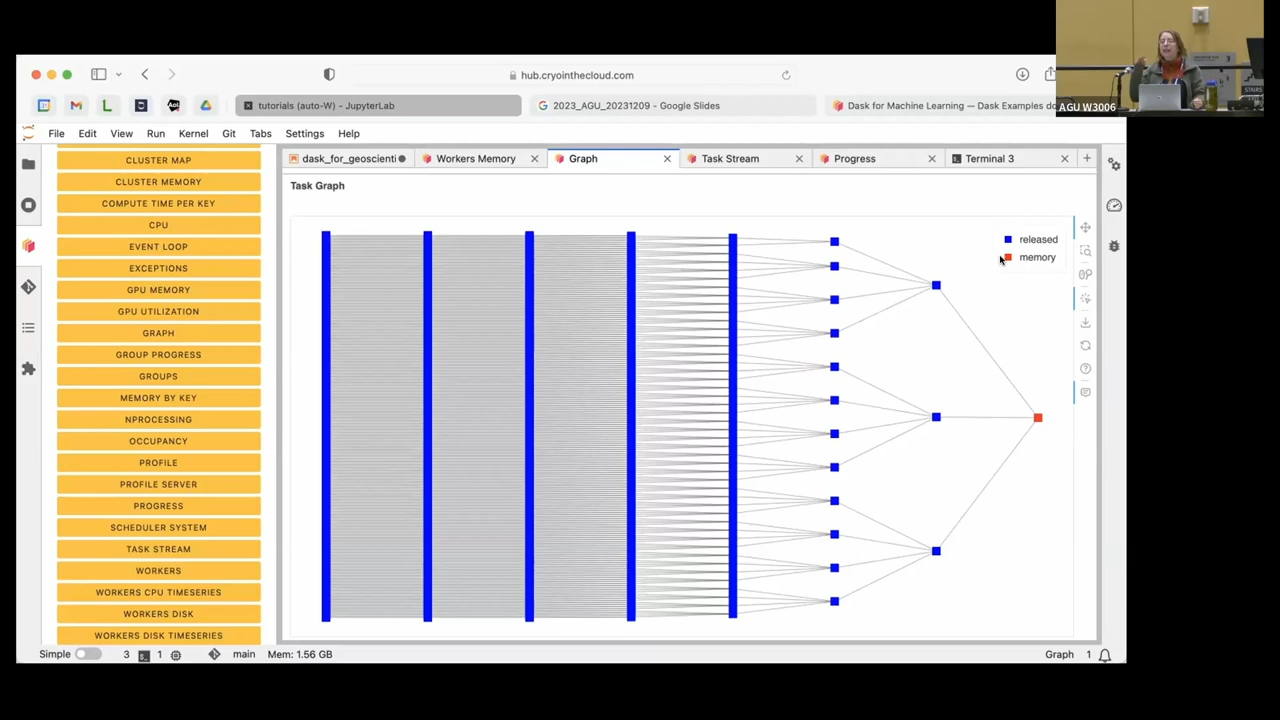 AGU W3006
STAIRS
hub.cryointhecloud.com
L
Aol
tutorials (auto-W) - JupyterLab
2023_AGU_20231209 - Google Slides
Dask for Machine Learning — Dask Examples do
File Edit View Run Kernel Git Tabs Settings Help
dask_for_geoscienti
Workers Memory
Graph
Task Stream
Progress
Terminal 3
CLUSTER MAP
CLUSTER MEMORY
COMPUTE TIME PER KEY
CPU
EVENT LOOP
EXCEPTIONS
GPU MEMORY
GPU UTILIZATION
GRAPH
GROUP PROGRESS
GROUPS
MEMORY BY KEY
NPROCESSING
OCCUPANCY
PROFILE
PROFILE SERVER
PROGRESS
SCHEDULER SYSTEM
TASK STREAM
WORKERS
WORKERS CPU TIMESERIES
WORKERS DISK
WORKERS DISK TIMESERIES
Task Graph
released
memory
Simple 3 1 main Mem: 1.56 GB Graph 1